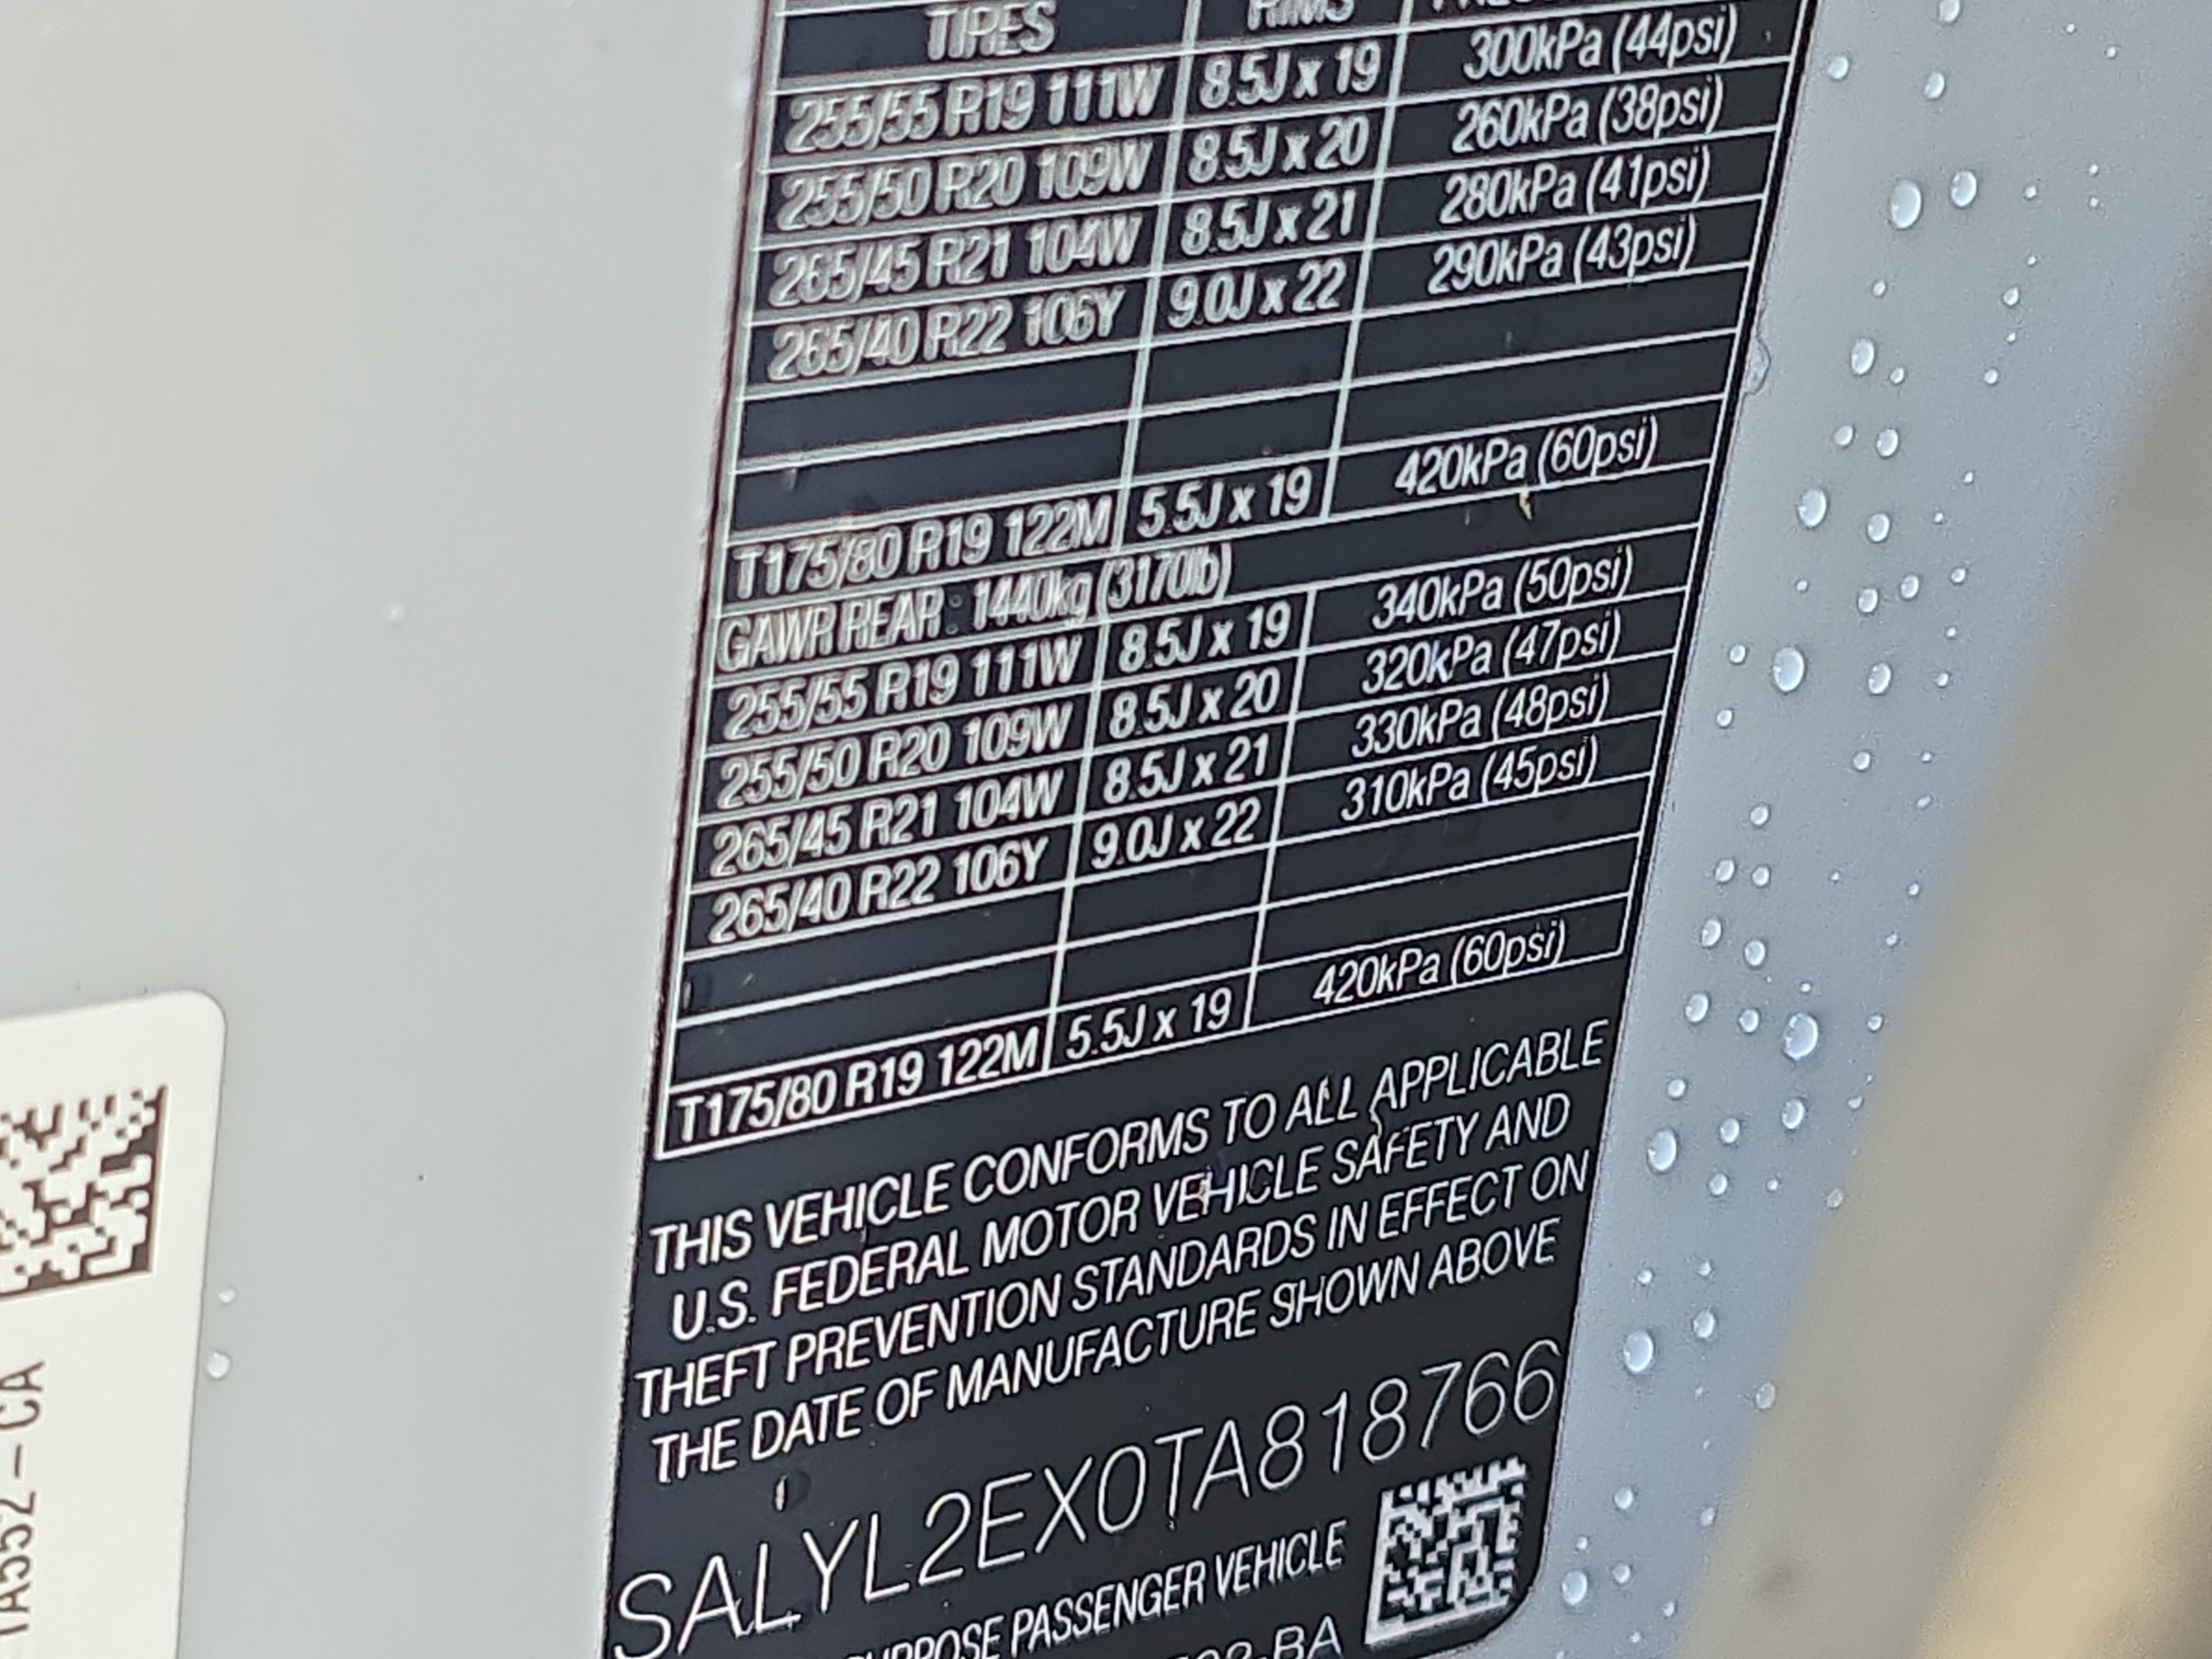 TIRES RIMS
255/55 R19 111W 8.5J x 19 300kPa (44psi)
255/50 R20 109W 8.5J x 20 260kPa (38psi)
265/45 R21 104W 8.5J x 21 280kPa (41psi)
265/40 R22 106Y 9.0J x 22 290kPa (43psi)
T175/80 R19 122M 5.5J x 19 420kPa (60psi)
GAWR REAR : 1440kg (3170lb)
255/55 R19 111W 8.5J x 19 340kPa (50psi)
255/50 R20 109W 8.5J x 20 320kPa (47psi)
265/45 R21 104W 8.5J x 21 330kPa (48psi)
265/40 R22 106Y 9.0J x 22 310kPa (45psi)
T175/80 R19 122M 5.5J x 19 420kPa (60psi)
THIS VEHICLE CONFORMS TO ALL APPLICABLE
U.S. FEDERAL MOTOR VEHICLE SAFETY AND
THEFT PREVENTION STANDARDS IN EFFECT ON
THE DATE OF MANUFACTURE SHOWN ABOVE
SALYL2EX0TA818766
PASSENGER VEHICLE
-BA
TA552-CA